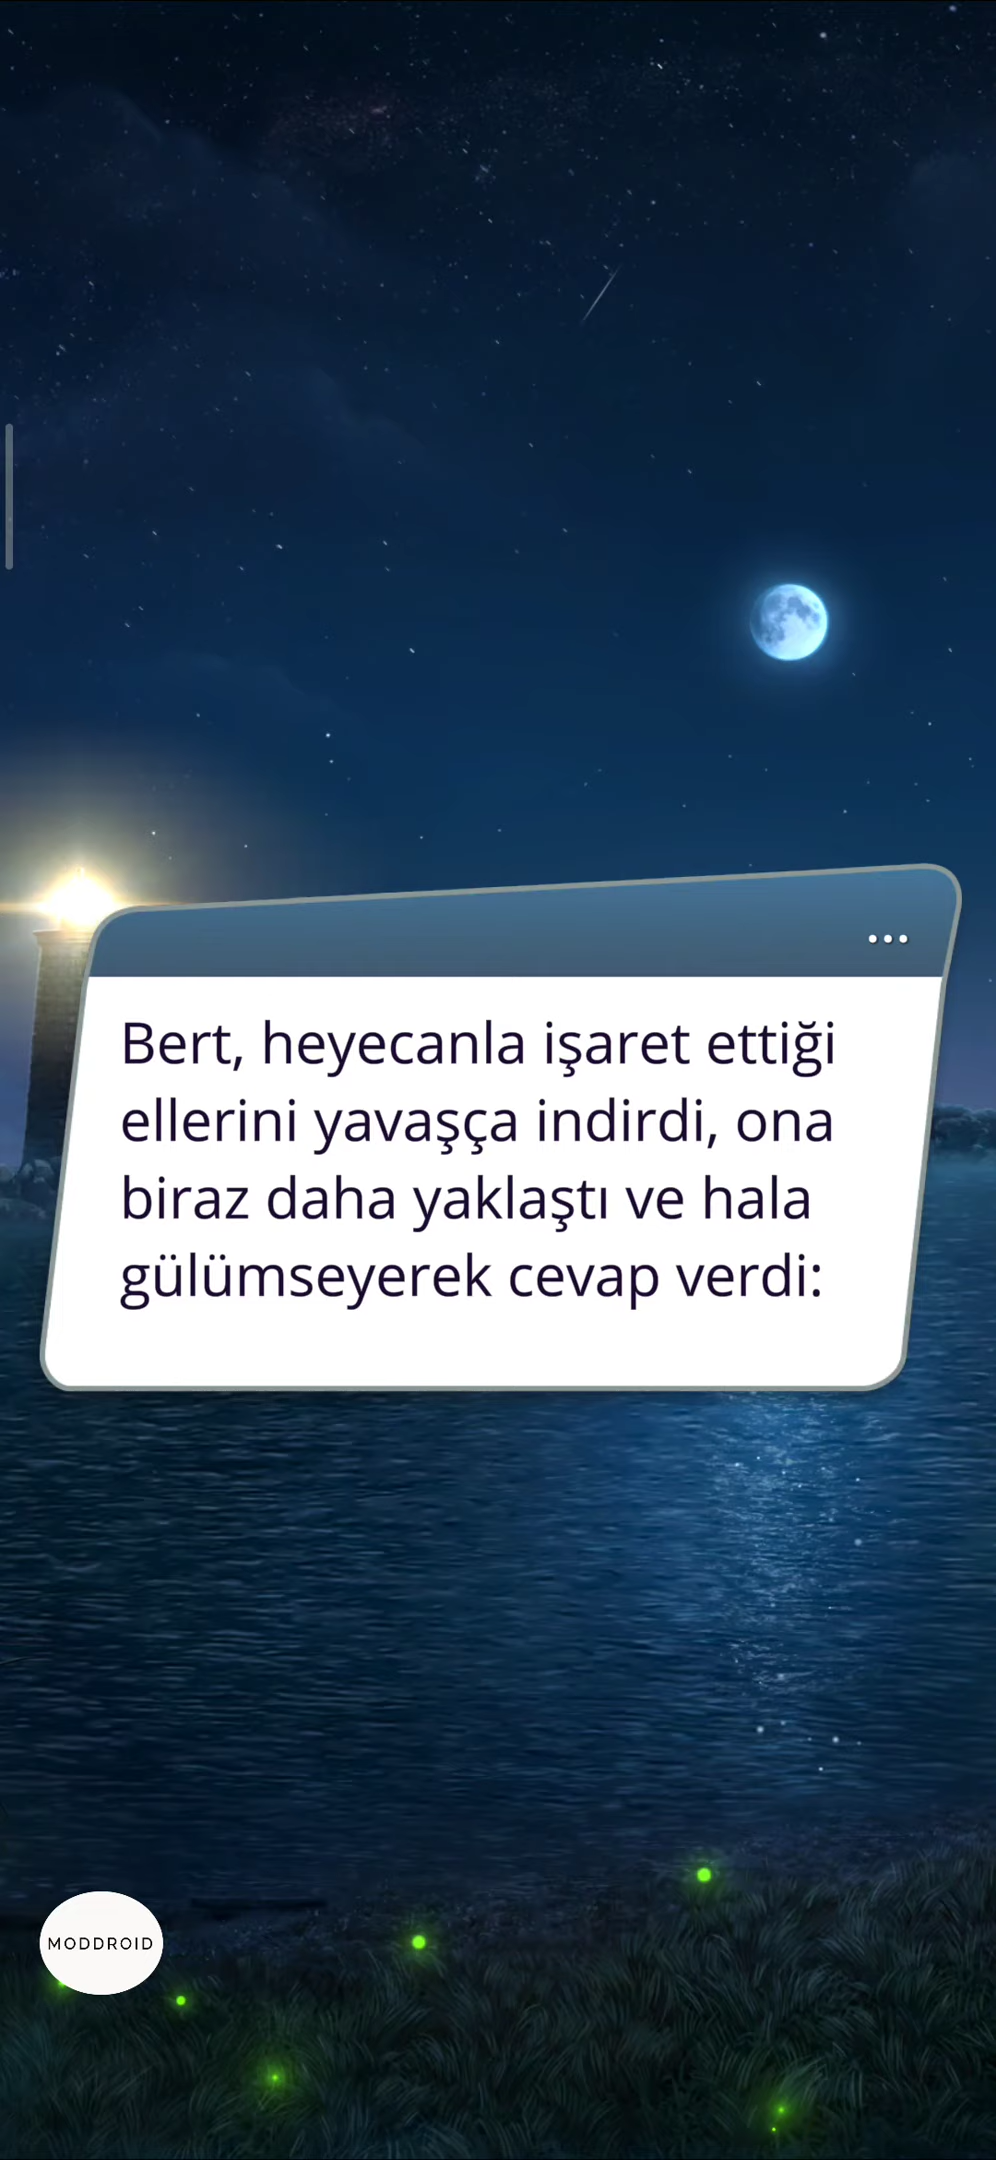 Bert, heyecanla işaret ettiği
ellerini yavaşça indirdi, ona
biraz daha yaklaştı ve hala
gülümseyerek cevap verdi:
MODDROID